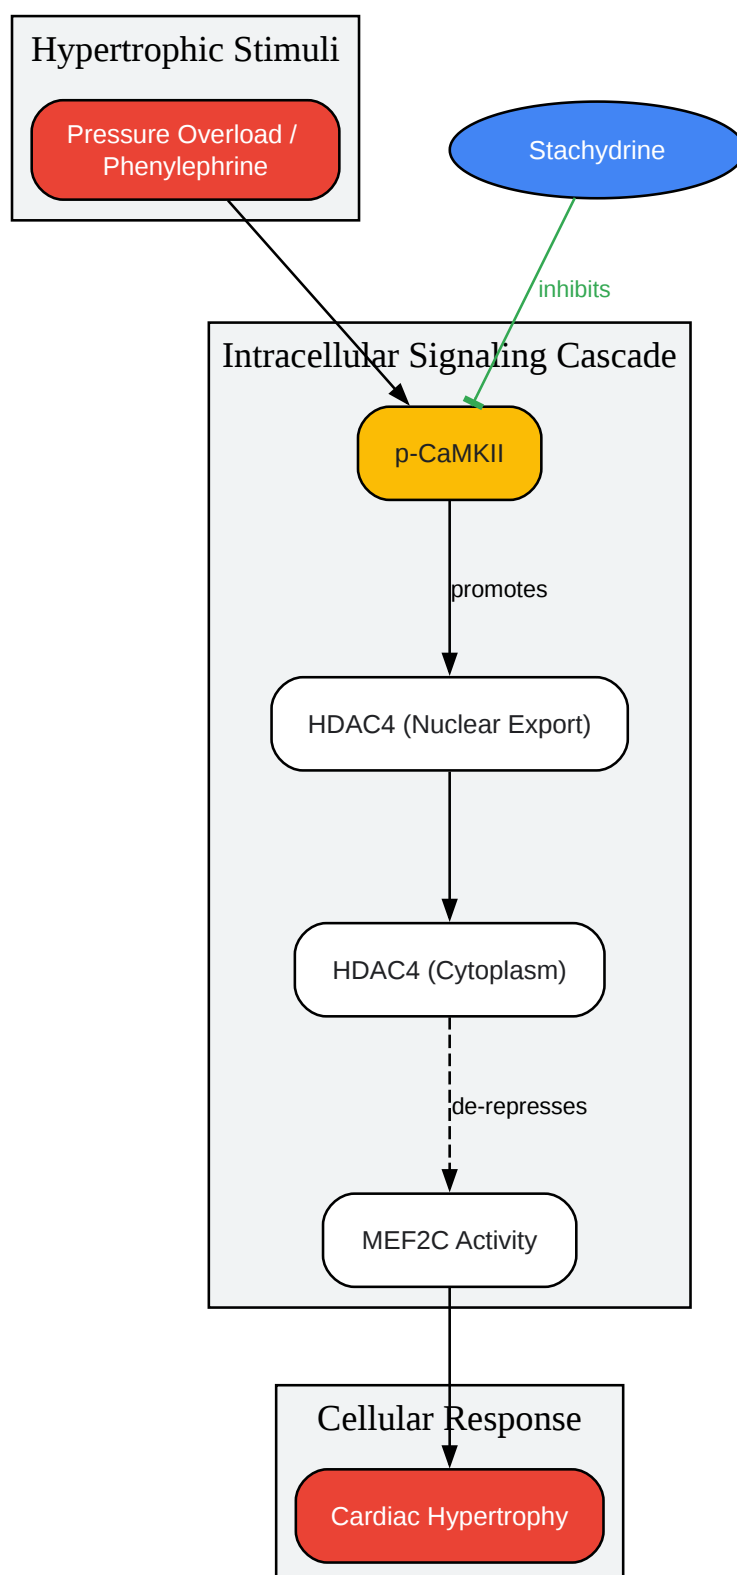 Hypertrophic Stimuli
Pressure Overload /
Phenylephrine
Stachydrine
inhibits
Intracellular Signaling Cascade
p-CaMKII
promotes
HDAC4 (Nuclear Export)
HDAC4 (Cytoplasm)
de-represses
MEF2C Activity
Cellular Response
Cardiac Hypertrophy